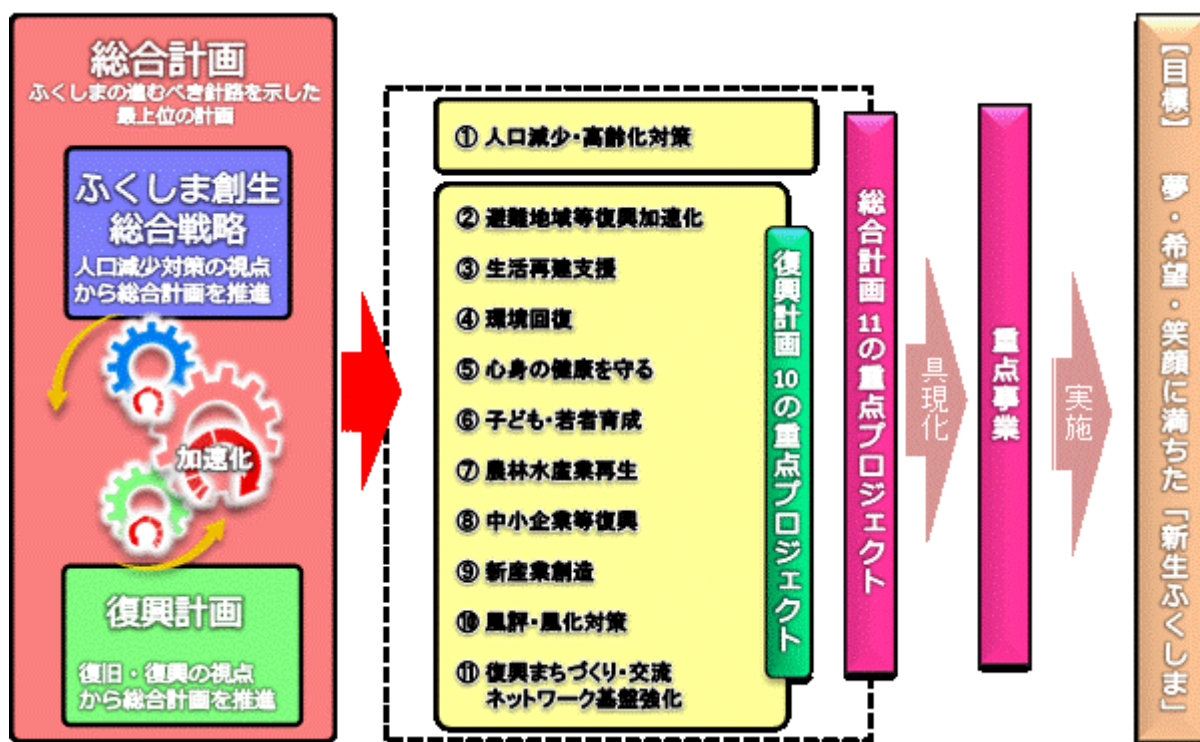 総合計画
ふくしまの進むべき針路を示した
最上位の計画
ふくしま創生
総合戦略
人口減少対策の視点
から総合計画を推進
加速化
復興計画
復旧・復興の視点
から総合計画を推進
① 人口減少・高齢化対策
② 避難地域等復興加速化
③ 生活再建支援
④ 環境回復
⑤ 心身の健康を守る
⑥ 子ども・若者育成
⑦ 農林水産業再生
⑧ 中小企業等復興
⑨ 新産業創造
⑩ 風評・風化対策
⑪ 復興まちづくり・交流
ネットワーク基盤強化
復興計画 10の重点プロジェクト
総合計画 11の重点プロジェクト
具現化
重点事業
実施
【目標】 夢・希望・笑顔に満ちた「新生ふくしま」